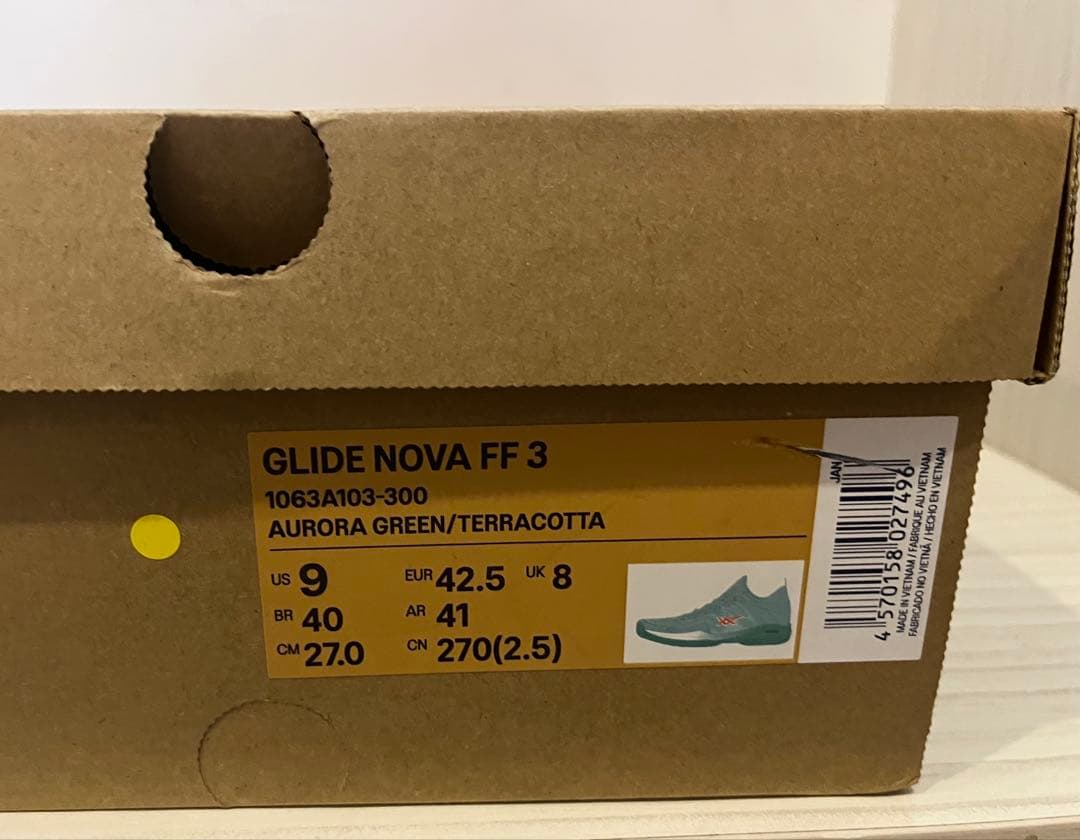 GLIDE NOVA FF 3
1063A103-300
AURORA GREEN/TERRACOTTA
US 9 EUR 42.5 UK 8
BR 40 AR 41
CM 27.0 CN 270(2.5)
JAN
4 570158 027496
MADE IN VIETNAM / FABRIQUE AU VIETNAM
FABRICADO NO VIETNÃ / HECHO EN VIETNAM